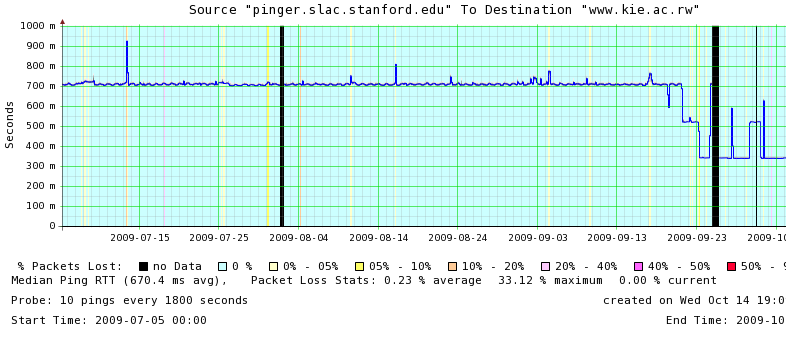 Source "pinger.slac.stanford.edu" To Destination "www.kie.ac.rw"
1000 m
900 m
800 m
700 m
600 m
500 m
400 m
300 m
200 m
100 m
0
Seconds
2009-07-15 2009-07-25 2009-08-04 2009-08-14 2009-08-24 2009-09-03 2009-09-13 2009-09-23 2009-10
% Packets Lost: no Data 0 % 0% - 05% 05% - 10% 10% - 20% 20% - 40% 40% - 50% 50% - 9
Median Ping RTT (670.4 ms avg), Packet Loss Stats: 0.23 % average 33.12 % maximum 0.00 % current
Probe: 10 pings every 1800 seconds created on Wed Oct 14 19:0
Start Time: 2009-07-05 00:00 End Time: 2009-10